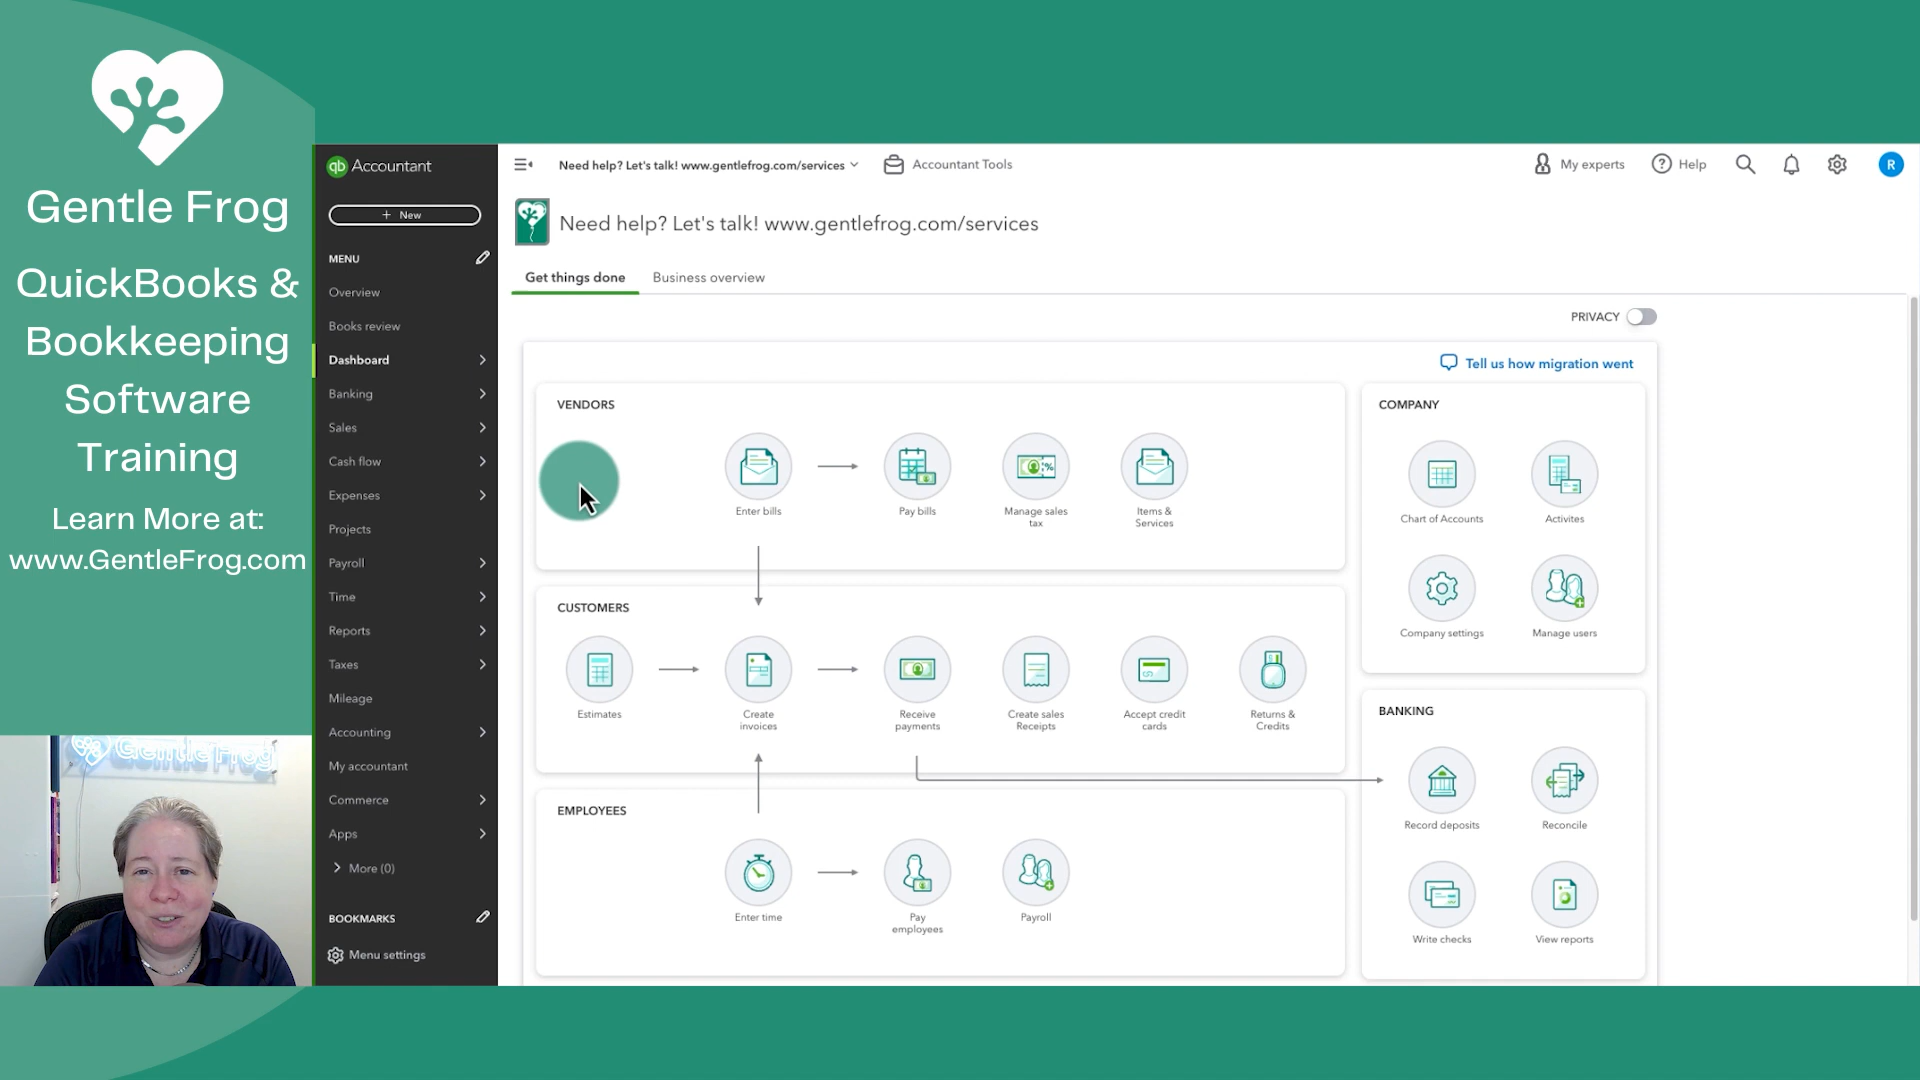 Gentle Frog
QuickBooks &
Bookkeeping
Software
Training
Learn More at:
www.GentleFrog.com
GentleFrog
qb Accountant
+ New
MENU
Overview
Books review
Dashboard
Banking
Sales
Cash flow
Expenses
Projects
Payroll
Time
Reports
Taxes
Mileage
Accounting
My accountant
Commerce
Apps
More (0)
BOOKMARKS
Menu settings
Need help? Let's talk! www.gentlefrog.com/services
Accountant Tools
My experts
? Help
R
Need help? Let's talk! www.gentlefrog.com/services
Get things done
Business overview
PRIVACY
Tell us how migration went
VENDORS
Enter bills
Pay bills
Manage sales
tax
Items &
Services
CUSTOMERS
Estimates
Create
invoices
Receive
payments
Create sales
Receipts
Accept credit
cards
Returns &
Credits
EMPLOYEES
Enter time
Pay
employees
Payroll
COMPANY
Chart of Accounts
Activites
Company settings
Manage users
BANKING
Record deposits
Reconcile
Write checks
View reports